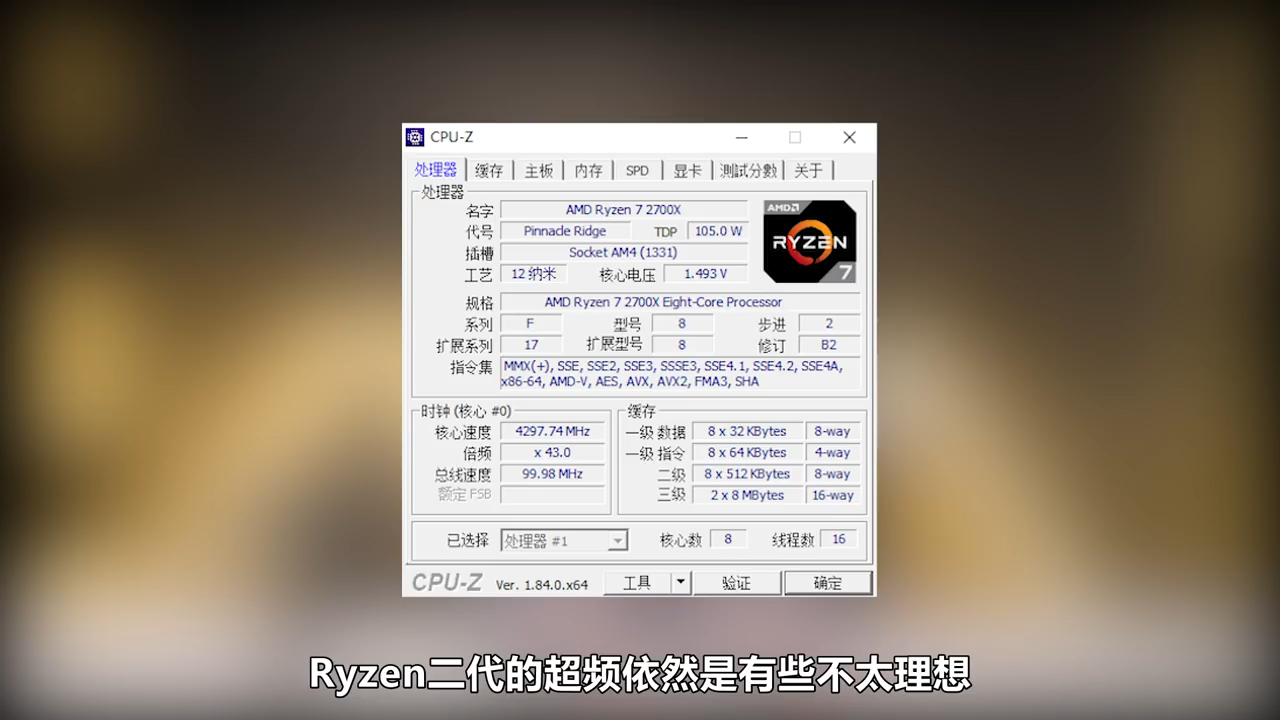 CPU-Z
处理器 缓存 主板 内存 SPD 显卡 测試分數 关于
处理器
名字 AMD Ryzen 7 2700X
代号 Pinnacle Ridge TDP 105.0 W
插槽 Socket AM4 (1331)
工艺 12 纳米 核心电压 1.493 V
AMD
RYZEN
7
规格 AMD Ryzen 7 2700X Eight-Core Processor
系列 F 型号 8 步进 2
扩展系列 17 扩展型号 8 修订 B2
指令集 MMX(+), SSE, SSE2, SSE3, SSSE3, SSE4.1, SSE4.2, SSE4A,
x86-64, AMD-V, AES, AVX, AVX2, FMA3, SHA
时钟 (核心 #0)
核心速度 4297.74 MHz
倍频 x 43.0
总线速度 99.98 MHz
额定 FSB
缓存
一级 数据 8 x 32 KBytes 8-way
一级 指令 8 x 64 KBytes 4-way
二级 8 x 512 KBytes 8-way
三级 2 x 8 MBytes 16-way
已选择 处理器 #1 核心数 8 线程数 16
CPU-Z Ver. 1.84.0.x64 工具 验证 确定
Ryzen二代的超频依然是有些不太理想